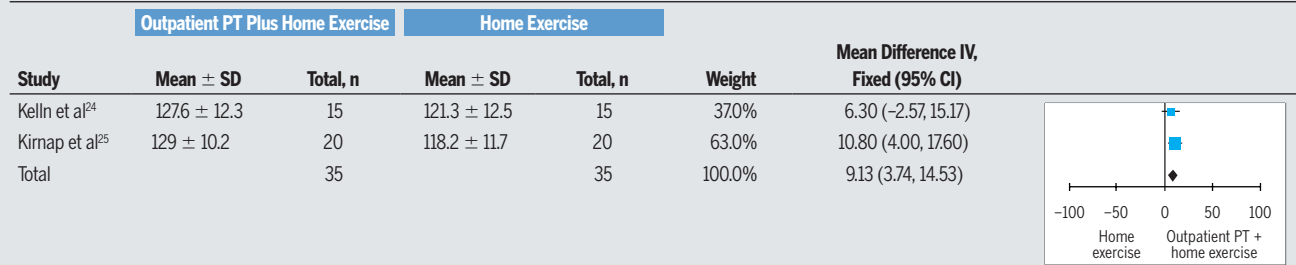 Outpatient PT Plus Home Exercise Home Exercise
Mean Difference IV,
Study Mean ± SD Total, n Mean ± SD Total, n Weight Fixed (95% CI)
Kelln et al24 127.6 ± 12.3 15 121.3 ± 12.5 15 37.0% 6.30 (–2.57, 15.17)
Kirnap et al25 129 ± 10.2 20 118.2 ± 11.7 20 63.0% 10.80 (4.00, 17.60)
Total 35 35 100.0% 9.13 (3.74, 14.53)
–100 –50 0 50 100
Home Outpatient PT +
exercise home exercise